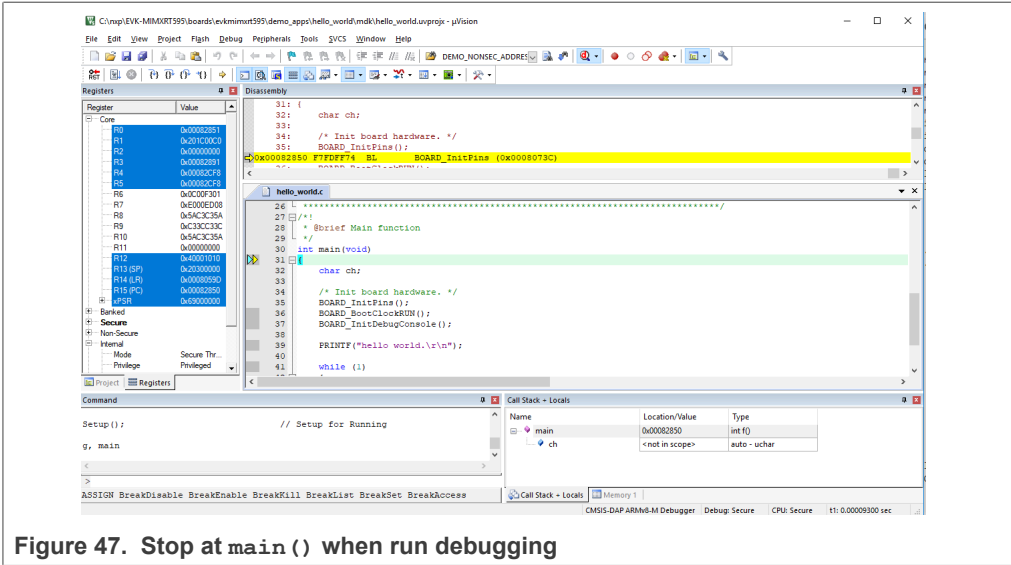 C:\nxp\EVK-MIMXRT595\boards\evkmimxrt595\demo_apps\hello_world\mdk\hello_world.uvprojx - µVision
File Edit View Project Flash Debug Peripherals Tools SVCS Window Help
DEMO_NONSEC_ADDRES
RST
Registers
Register Value
Core
R0 0x00082851
R1 0x201C00C0
R2 0x00000000
R3 0x00082891
R4 0x00082CF8
R5 0x00082CF8
R6 0x0C00F301
R7 0xE000ED08
R8 0x5AC3C35A
R9 0xC33CC33C
R10 0x5AC3C35A
R11 0x00000000
R12 0x40001010
R13 (SP) 0x20300000
R14 (LR) 0x0008059D
R15 (PC) 0x00082850
xPSR 0x69000000
Banked
Secure
Non-Secure
Internal
Mode Secure Thr...
Privilege Privileged
Project Registers
Disassembly
31: {
32: char ch;
33:
34: /* Init board hardware. */
35: BOARD_InitPins();
0x00082850 F7FDFF74 BL BOARD_InitPins (0x0008073C)
36: BOARD_BootClockRUN();
hello_world.c
26 ******************************************************************************/
27 /*!
28 * @brief Main function
29 */
30 int main(void)
31 {
32 char ch;
33
34 /* Init board hardware. */
35 BOARD_InitPins();
36 BOARD_BootClockRUN();
37 BOARD_InitDebugConsole();
38
39 PRINTF("hello world.\r\n");
40
41 while (1)
Command
Setup(); // Setup for Running
g, main
>
ASSIGN BreakDisable BreakEnable BreakKill BreakList BreakSet BreakAccess
Call Stack + Locals
Name Location/Value Type
main 0x00082850 int f()
ch <not in scope> auto - uchar
Call Stack + Locals Memory 1
CMSIS-DAP ARMv8-M Debugger Debug: Secure CPU: Secure t1: 0.00009300 sec
Figure 47. Stop at main() when run debugging